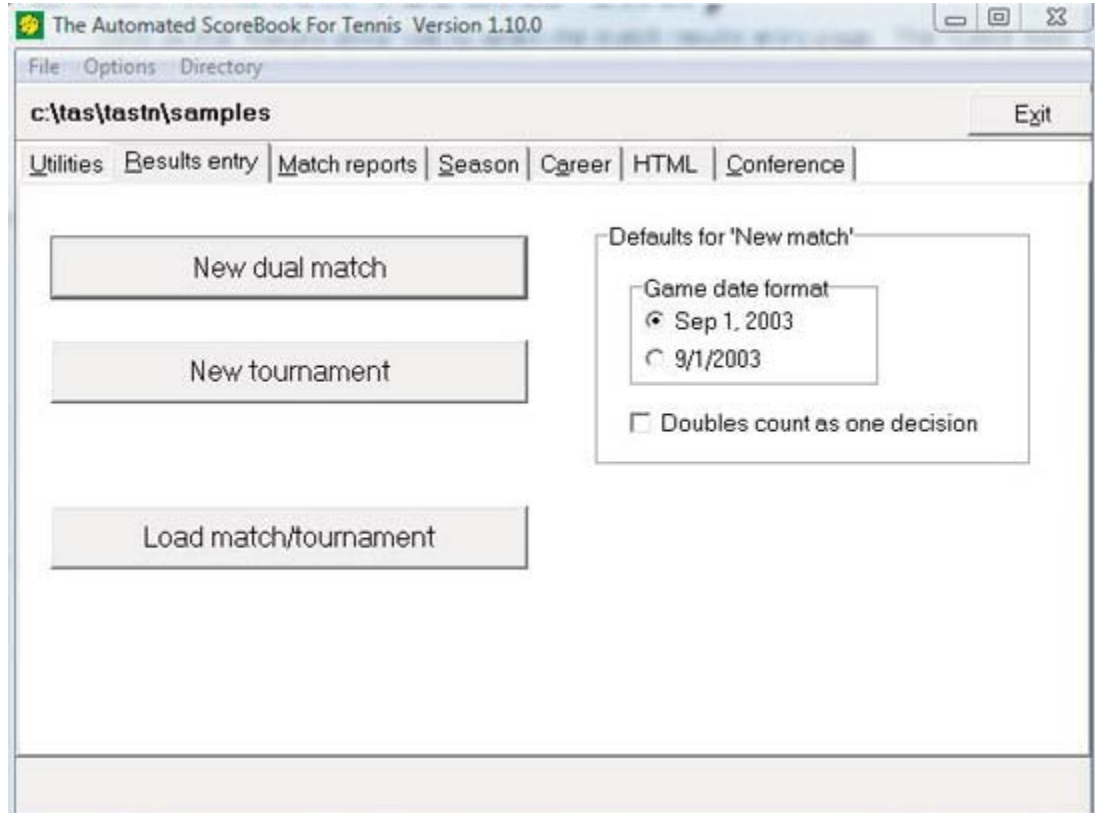 The Automated ScoreBook For Tennis Version 1.10.0
File Options Directory
c:\tas\tastn\samples
Exit
Utilities Results entry Match reports Season Career HTML Conference
New dual match
New tournament
Load match/tournament
Defaults for 'New match'
Game date format
Sep 1, 2003
9/1/2003
Doubles count as one decision